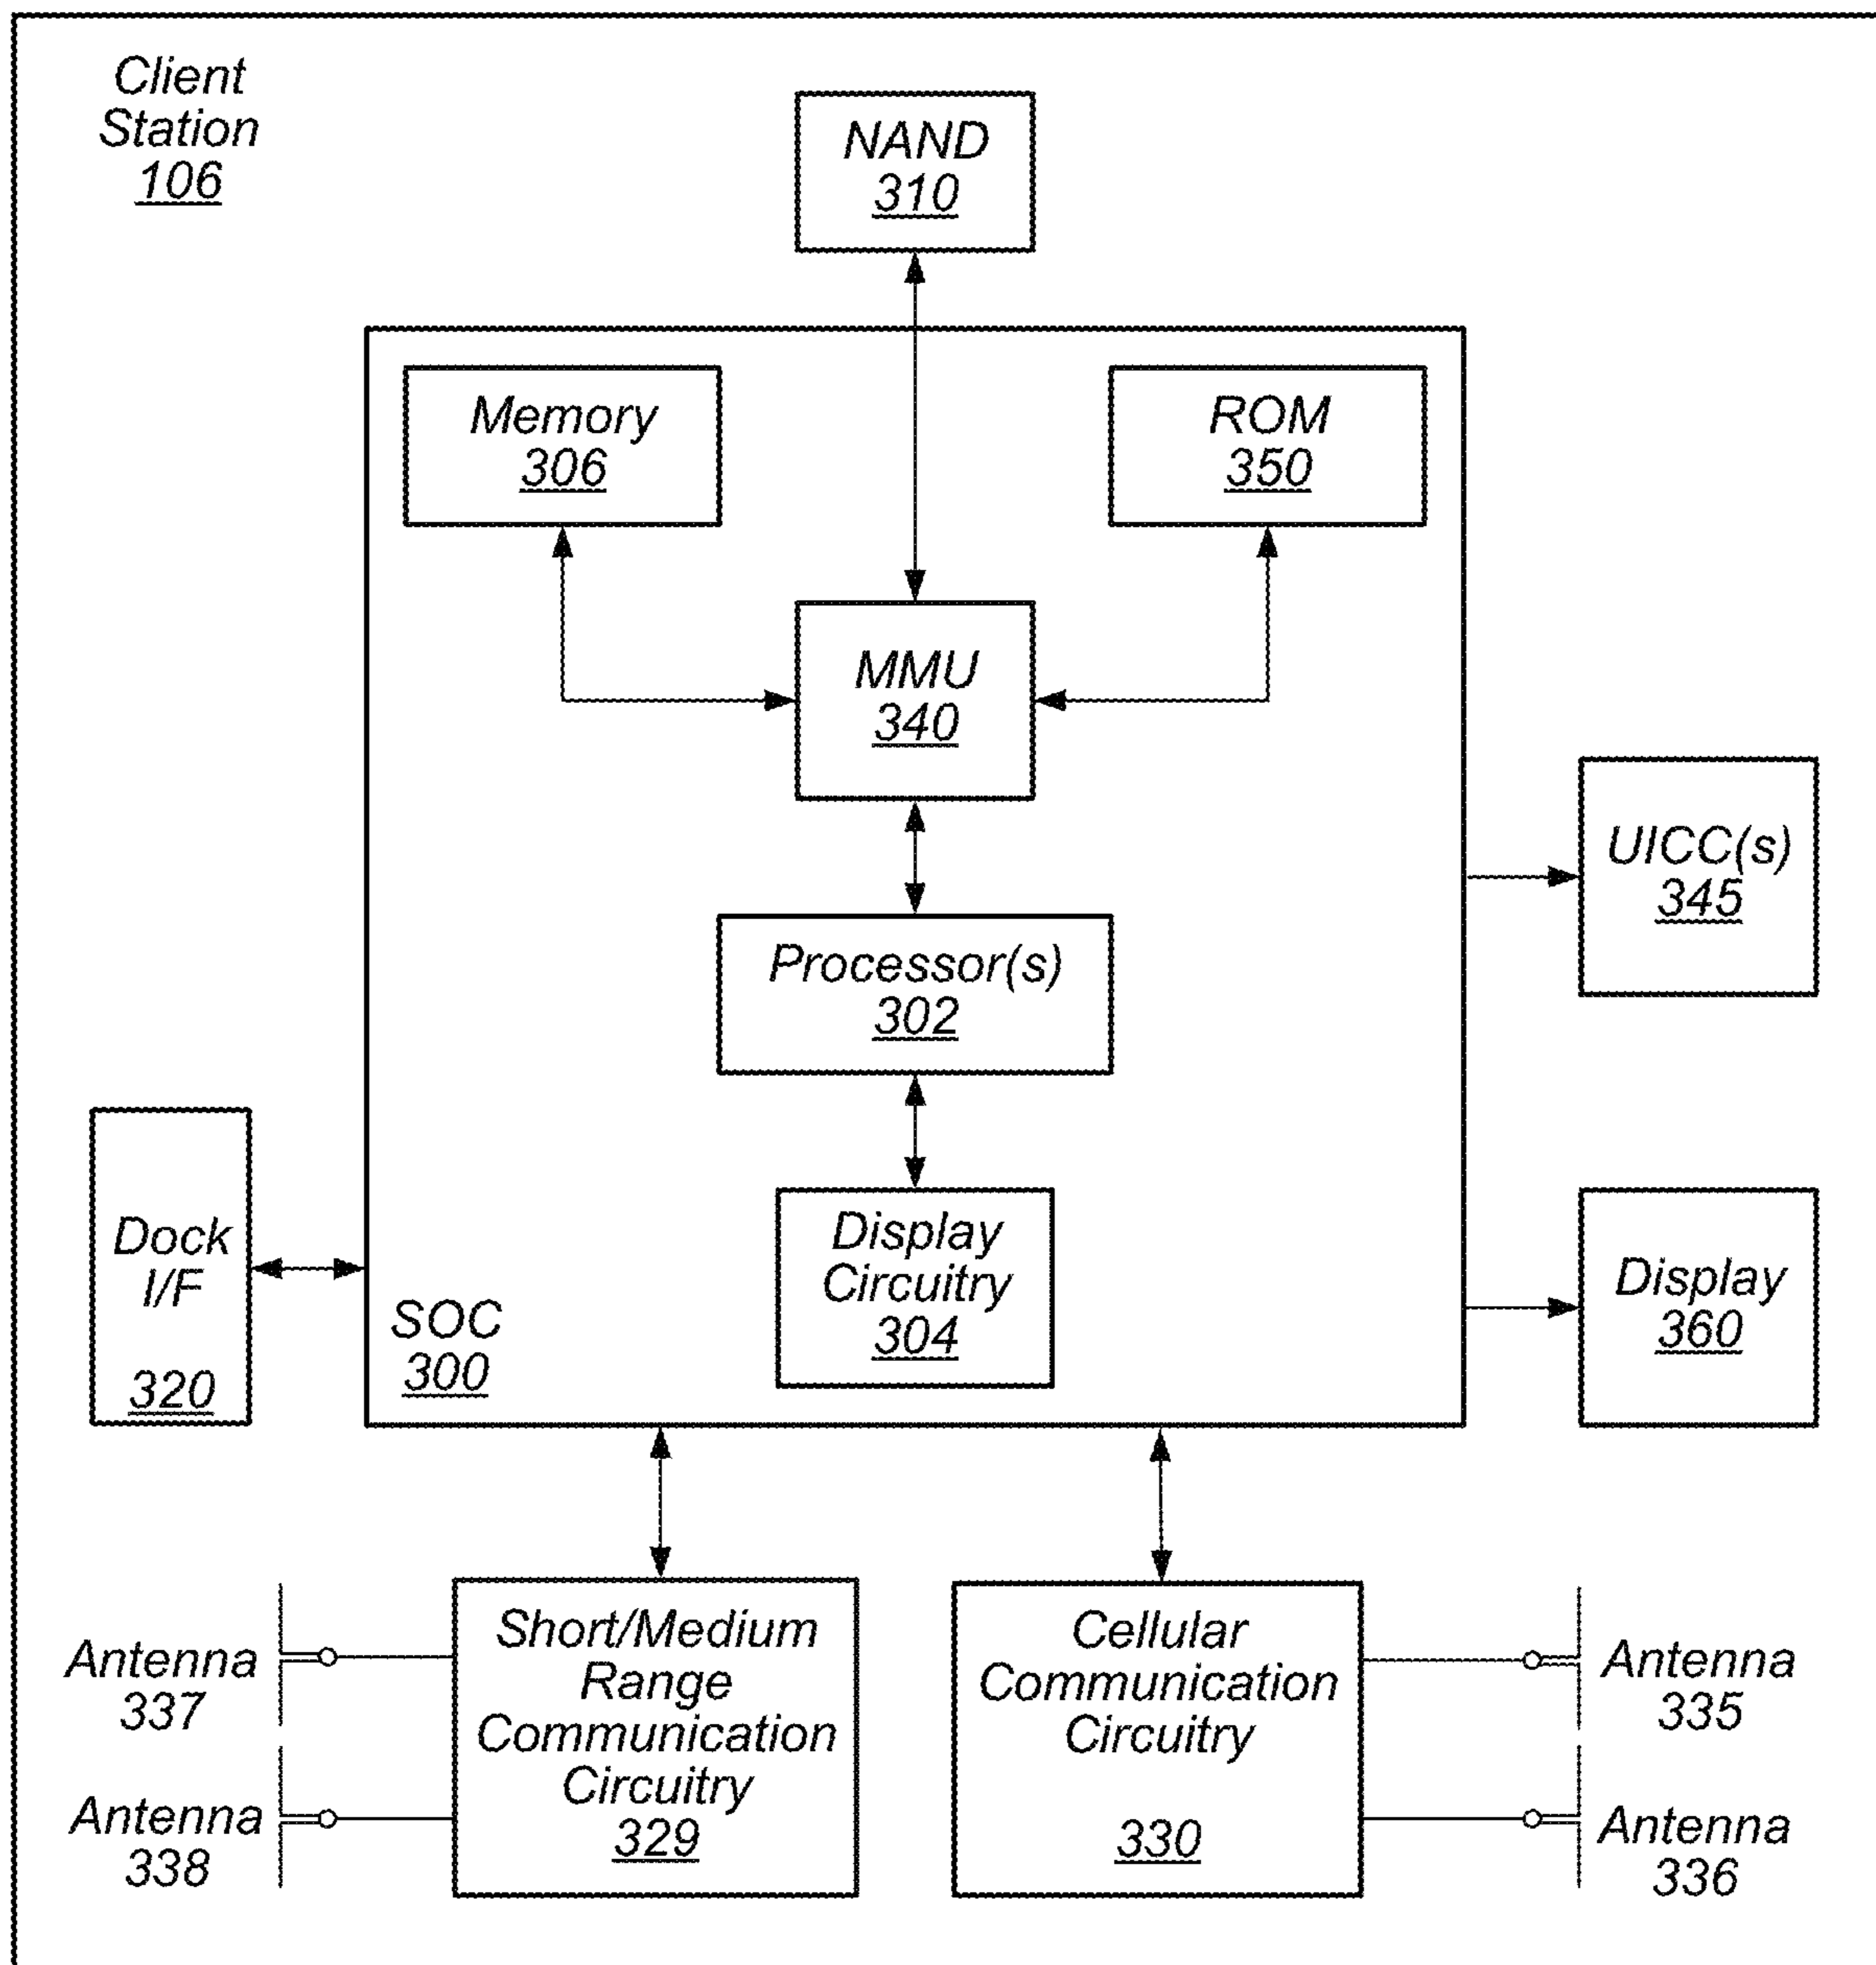 Client
Station
106
NAND
310
Memory
306
ROM
350
MMU
340
UICC(s)
345
Processor(s)
302
Dock
I/F
320
Display
Circuitry
304
SOC
300
Display
360
Short/Medium
Range
Communication
Circuitry
329
Cellular
Communication
Circuitry
330
Antenna
337
Antenna
338
Antenna
335
Antenna
336